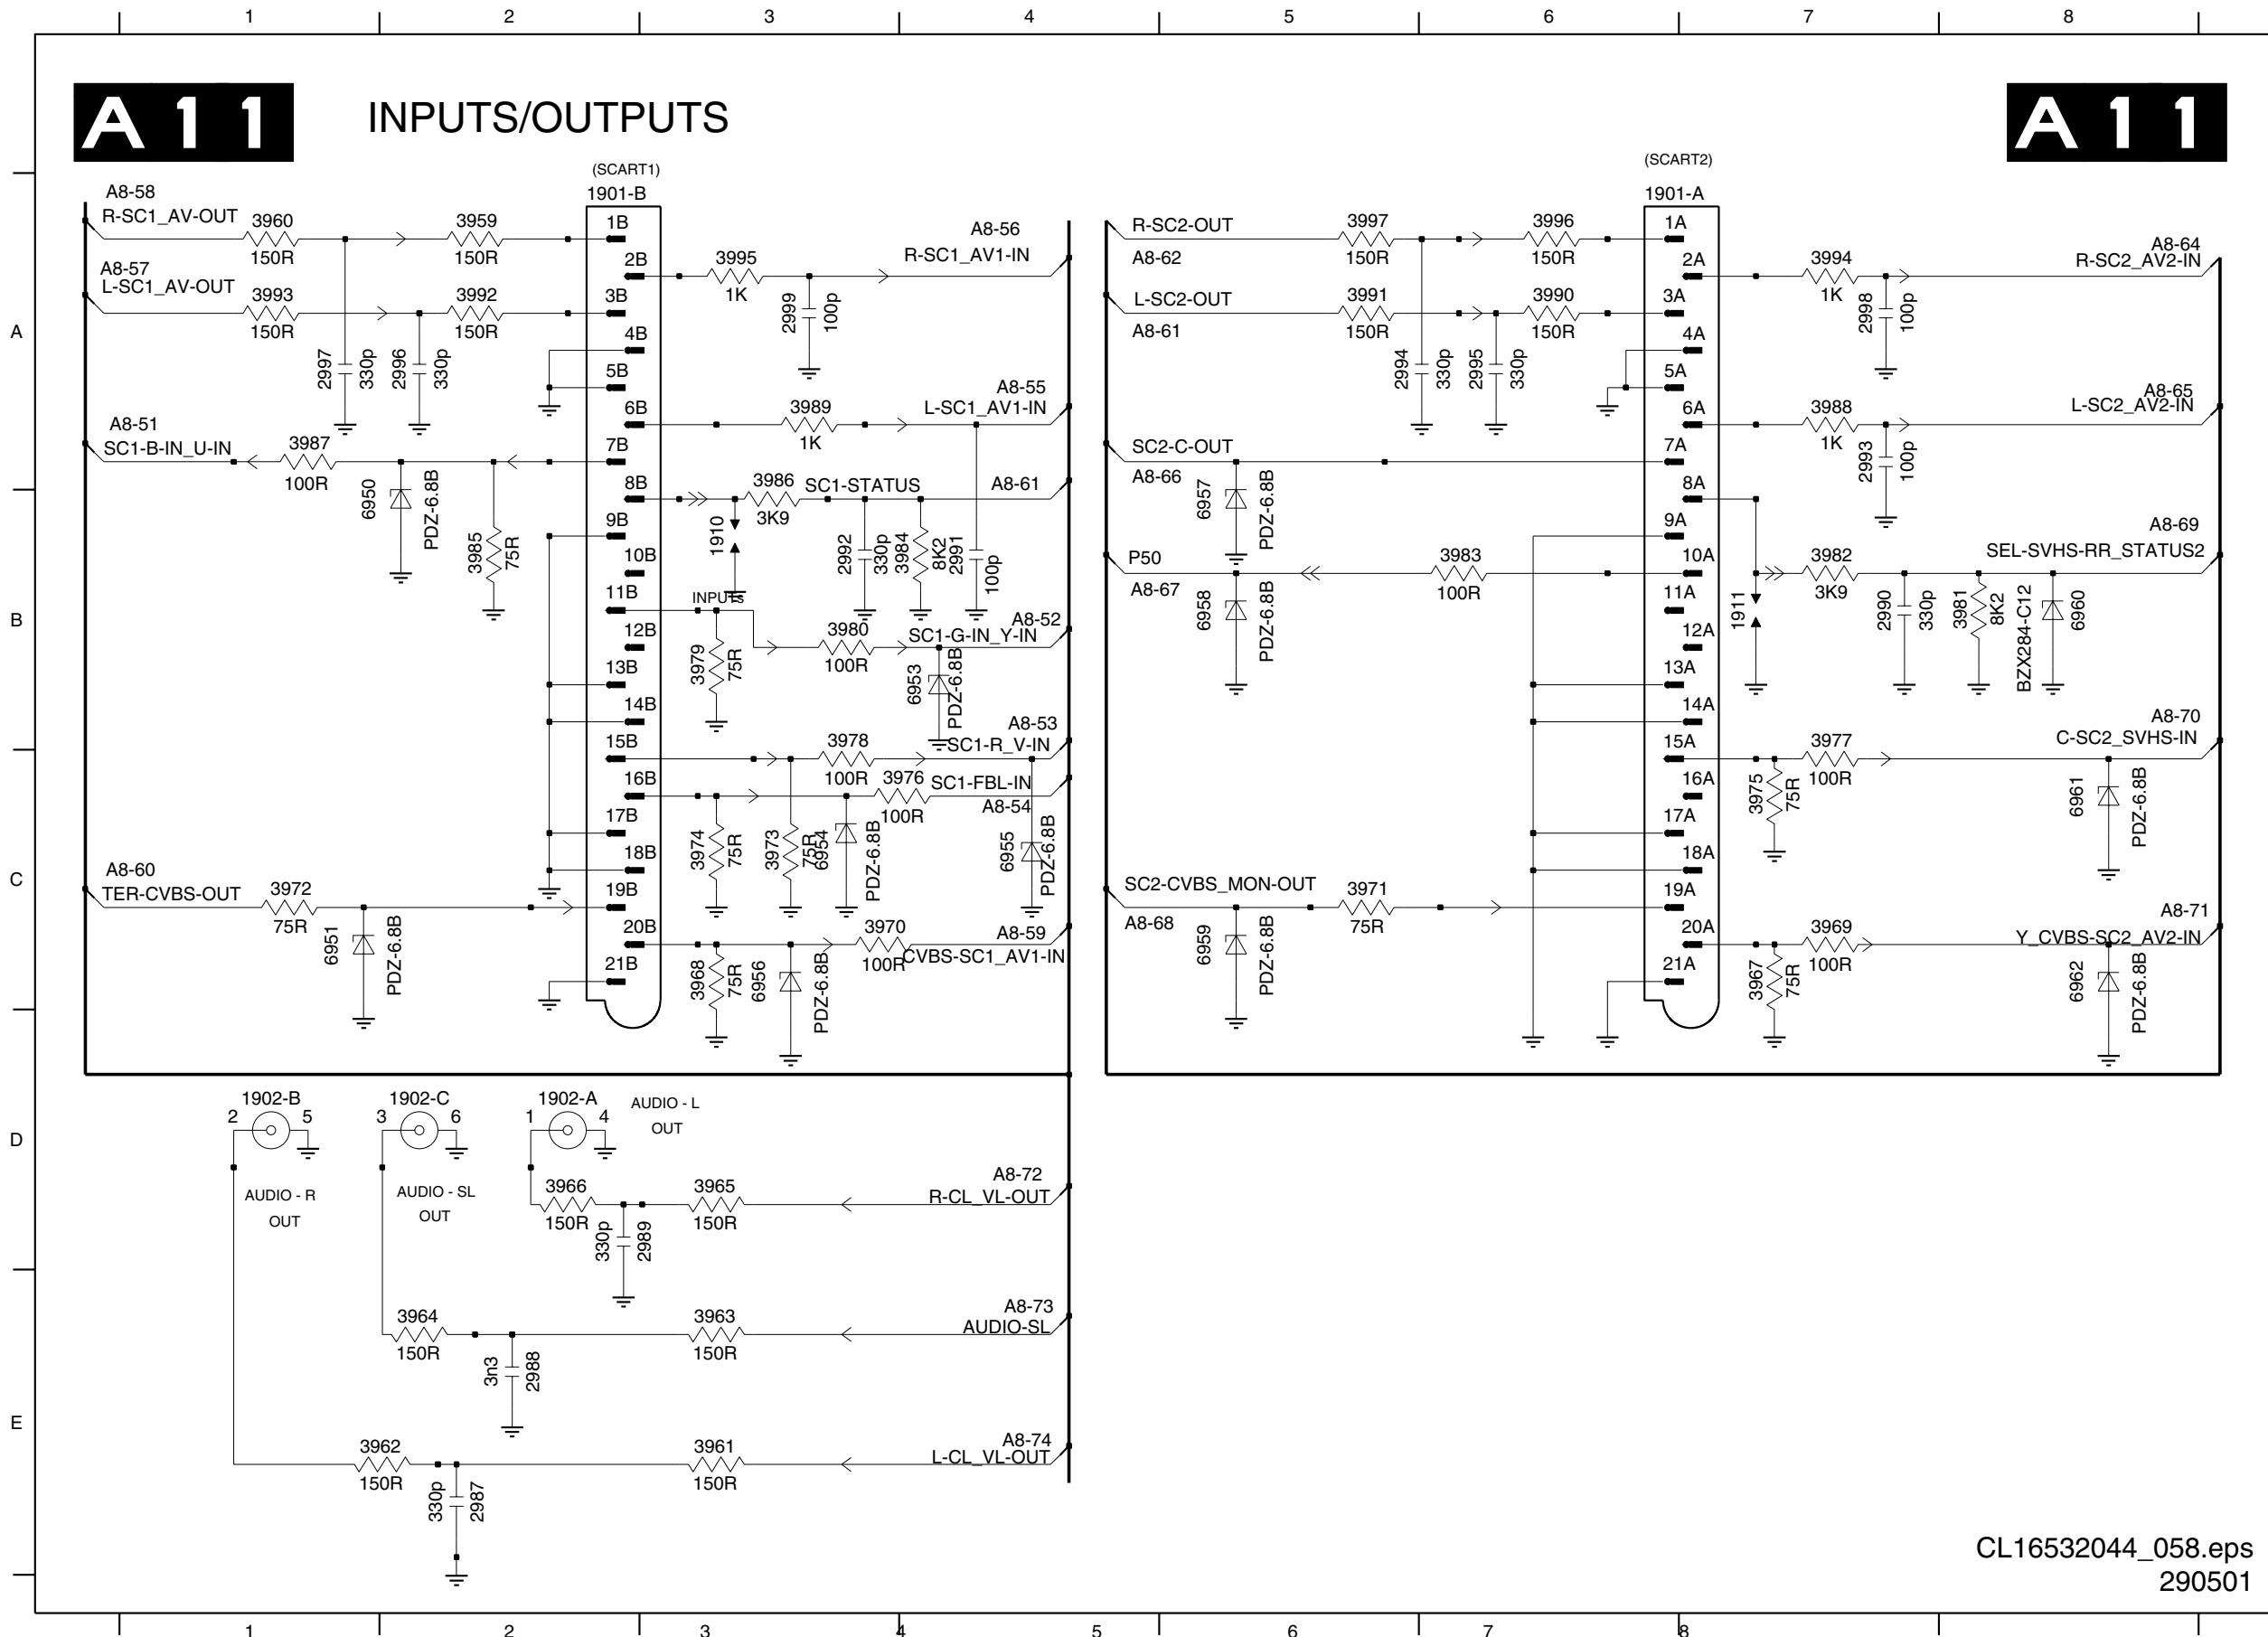 1 2 3 4 5 6 7 8
A11 INPUTS/OUTPUTS A11
(SCART1)
1901-B
(SCART2)
1901-A
A
B
C
D
E
A8-58
R-SC1_AV-OUT
3960
150R
3959
150R
A8-57
L-SC1_AV-OUT
3993
150R
3992
150R
2997
330p
2996
330p
A8-51
SC1-B-IN_U-IN
3987
100R
6950
PDZ-6.8B
3985
75R
A8-60
TER-CVBS-OUT
3972
75R
6951
PDZ-6.8B
1B
2B
3B
4B
5B
6B
7B
8B
9B
10B
11B
12B
13B
14B
15B
16B
17B
18B
19B
20B
21B
3995
1K
2999
100p
A8-56
R-SC1_AV1-IN
3989
1K
A8-55
L-SC1_AV1-IN
3986
3K9
SC1-STATUS
A8-61
1910
2992
330p
3984
8K2
2991
100p
INPUTs
3979
75R
3980
100R
A8-52
SC1-G-IN_Y-IN
6953
PDZ-6.8B
3978
100R
A8-53
SC1-R_V-IN
3976
100R
SC1-FBL-IN
A8-54
3974
75R
3973
75R
6954
PDZ-6.8B
6955
PDZ-6.8B
3970
100R
A8-59
CVBS-SC1_AV1-IN
3968
75R
6956
PDZ-6.8B
R-SC2-OUT
A8-62
3997
150R
3996
150R
L-SC2-OUT
A8-61
3991
150R
3990
150R
2994
330p
2995
330p
SC2-C-OUT
A8-66
6957
PDZ-6.8B
P50
A8-67
3983
100R
6958
PDZ-6.8B
SC2-CVBS_MON-OUT
A8-68
3971
75R
6959
PDZ-6.8B
1A
2A
3A
4A
5A
6A
7A
8A
9A
10A
11A
12A
13A
14A
15A
16A
17A
18A
19A
20A
21A
3994
1K
2998
100p
A8-64
R-SC2_AV2-IN
3988
1K
2993
100p
A8-65
L-SC2_AV2-IN
A8-69
SEL-SVHS-RR_STATUS2
3982
3K9
1911
2990
330p
3981
8K2
BZX284-C12
6960
A8-70
C-SC2_SVHS-IN
3977
100R
3975
75R
6961
PDZ-6.8B
A8-71
Y_CVBS-SC2_AV2-IN
3969
100R
3967
75R
6962
PDZ-6.8B
1902-B
2 5
1902-C
3 6
1902-A
1 4
AUDIO - L
OUT
AUDIO - R
OUT
AUDIO - SL
OUT
3966
150R
3965
150R
330p
2989
A8-72
R-CL_VL-OUT
3964
150R
3963
150R
3n3
2988
A8-73
AUDIO-SL
3962
150R
3961
150R
330p
2987
A8-74
L-CL_VL-OUT
CL16532044_058.eps
290501
1 2 3 4 5 6 7 8